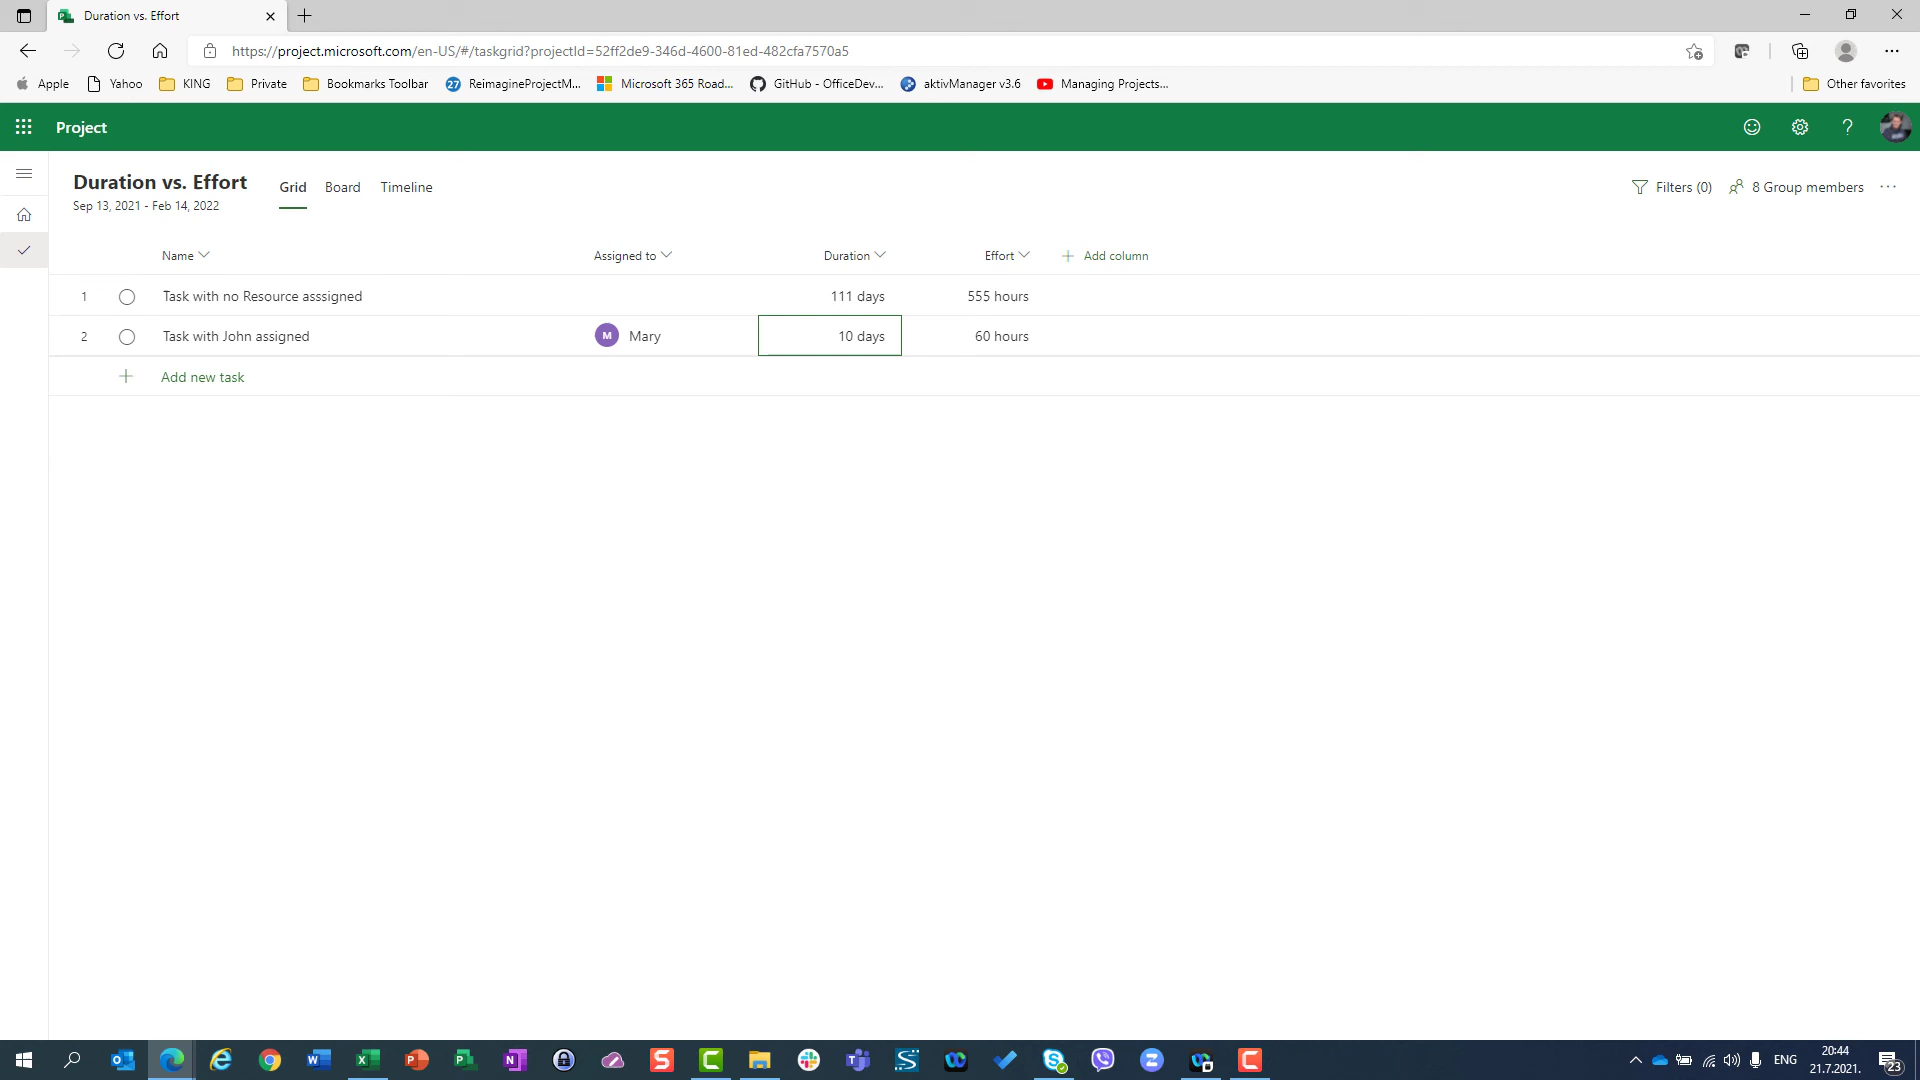 Duration vs. Effort
https://project.microsoft.com/en-US/#/taskgrid?projectId=52ff2de9-346d-4600-81ed-482cfa7570a5
Apple Yahoo KING Private Bookmarks Toolbar 27 ReimagineProjectM... Microsoft 365 Road... GitHub - OfficeDev... aktivManager v3.6 Managing Projects... Other favorites
Project
Duration vs. Effort Grid Board Timeline Filters (0) 8 Group members
Sep 13, 2021 - Feb 14, 2022
Name Assigned to Duration Effort Add column
1 Task with no Resource asssigned 111 days 555 hours
2 Task with John assigned M Mary 10 days 60 hours
Add new task
ENG
20:44
21.7.2021.
23